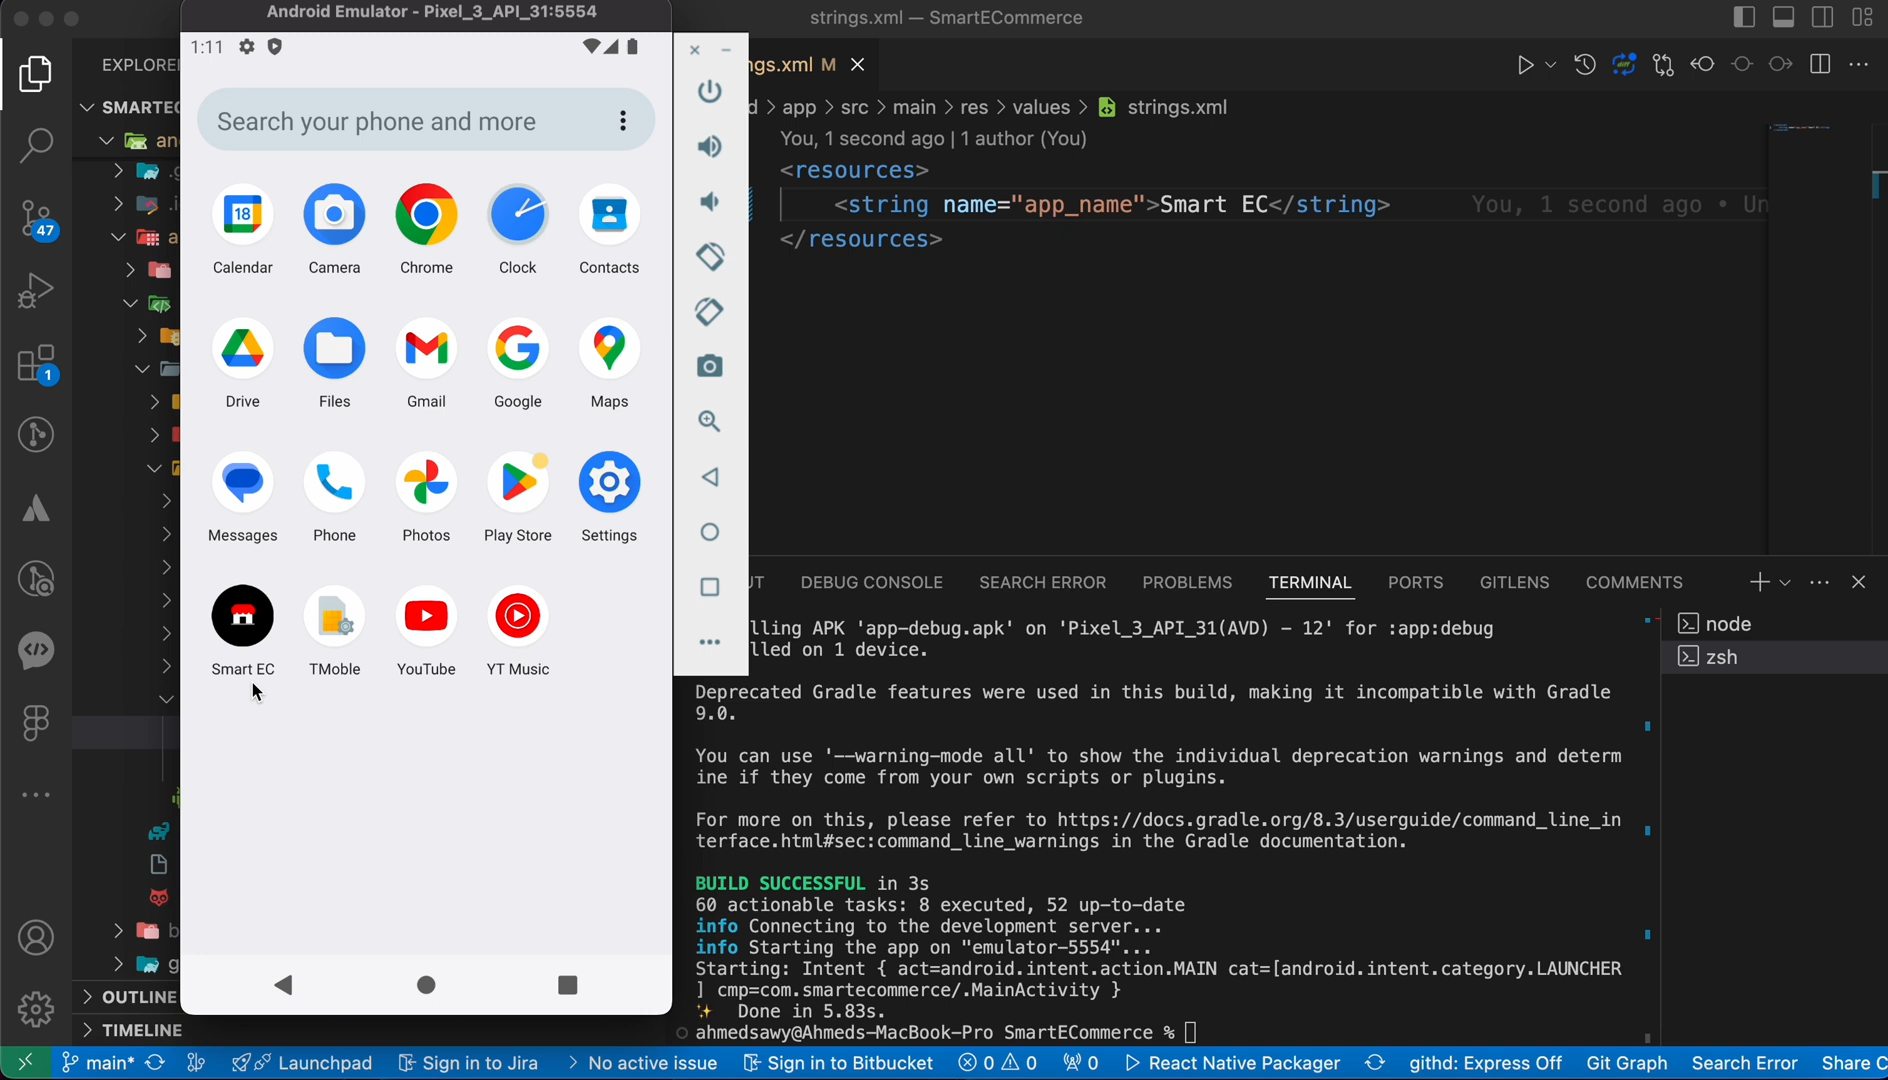 Android Emulator - Pixel_3_API_31:5554
strings.xml — SmartECommerce
1:11
Search your phone and more
18
Calendar
Camera
Chrome
Clock
Contacts
Drive
Files
Gmail
Google
Maps
Messages
Phone
Photos
Play Store
Settings
Smart EC
TMoble
YouTube
YT Music
EXPLORE
SMARTEC
an
47
1
OUTLINE
TIMELINE
ngs.xml M
d > app > src > main > res > values > strings.xml
You, 1 second ago | 1 author (You)
<resources>
<string name="app_name">Smart EC</string> You, 1 second ago • Un
</resources>
UT DEBUG CONSOLE SEARCH ERROR PROBLEMS TERMINAL PORTS GITLENS COMMENTS
node
zsh
lling APK 'app-debug.apk' on 'Pixel_3_API_31(AVD) - 12' for :app:debug
lled on 1 device.
Deprecated Gradle features were used in this build, making it incompatible with Gradle
9.0.
You can use '--warning-mode all' to show the individual deprecation warnings and determ
ine if they come from your own scripts or plugins.
For more on this, please refer to https://docs.gradle.org/8.3/userguide/command_line_in
terface.html#sec:command_line_warnings in the Gradle documentation.
BUILD SUCCESSFUL in 3s
60 actionable tasks: 8 executed, 52 up-to-date
info Connecting to the development server...
info Starting the app on "emulator-5554"...
Starting: Intent { act=android.intent.action.MAIN cat=[android.intent.category.LAUNCHER
] cmp=com.smartecommerce/.MainActivity }
Done in 5.83s.
ahmedsawy@Ahmeds-MacBook-Pro SmartECommerce %
main* Launchpad Sign in to Jira No active issue Sign in to Bitbucket 0 0 0 React Native Packager githd: Express Off Git Graph Search Error Share C